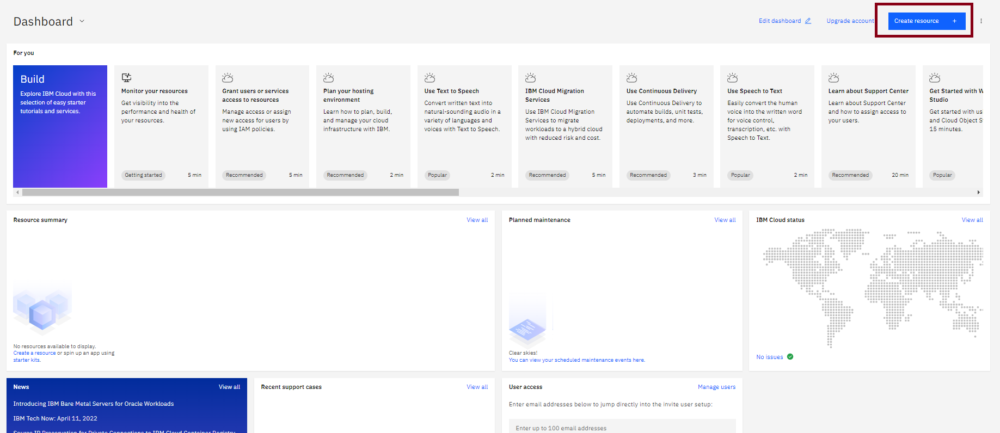 Dashboard
Edit dashboard
Upgrade account
Create resource +
For you
Build
Explore IBM Cloud with this
selection of easy starter
tutorials and services.
Monitor your resources
Get visibility into the
performance and health of
your resources.
Getting started
5 min
Grant users or services
access to resources
Manage access or assign
new access for users by
using IAM policies.
Recommended
5 min
Plan your hosting
environment
Learn how to plan, build,
and manage your cloud
infrastructure with IBM.
Recommended
2 min
Use Text to Speech
Convert written text into
natural-sounding audio in a
variety of languages and
voices with Text to Speech.
Popular
2 min
IBM Cloud Migration
Services
Use IBM Cloud Migration
Services to migrate
workloads to a hybrid cloud
with reduced risk and cost.
Recommended
5 min
Use Continuous Delivery
Use Continuous Delivery to
automate builds, unit tests,
deployments, and more.
Recommended
3 min
Use Speech to Text
Easily convert the human
voice into the written word
for voice control,
transcription, etc. with
Speech to Text.
Popular
2 min
Learn about Support Center
Learn about Support Center
and how to assign access to
your users.
Recommended
20 min
Get Started with W
Studio
Get started with us
and Cloud Object S
15 minutes.
Popular
Resource summary
View all
No resources available to display.
Create a resource or spin up an app using
starter kits.
Planned maintenance
View all
Clear skies!
You can view your scheduled maintenance events here.
IBM Cloud status
View all
No issues
News
View all
Introducing IBM Bare Metal Servers for Oracle Workloads
IBM Tech Now: April 11, 2022
Source IP Preservation for Private Connections to IBM Cloud Container Registry
Recent support cases
View all
User access
Manage users
Enter email addresses below to jump directly into the invite user setup:
Enter up to 100 email addresses